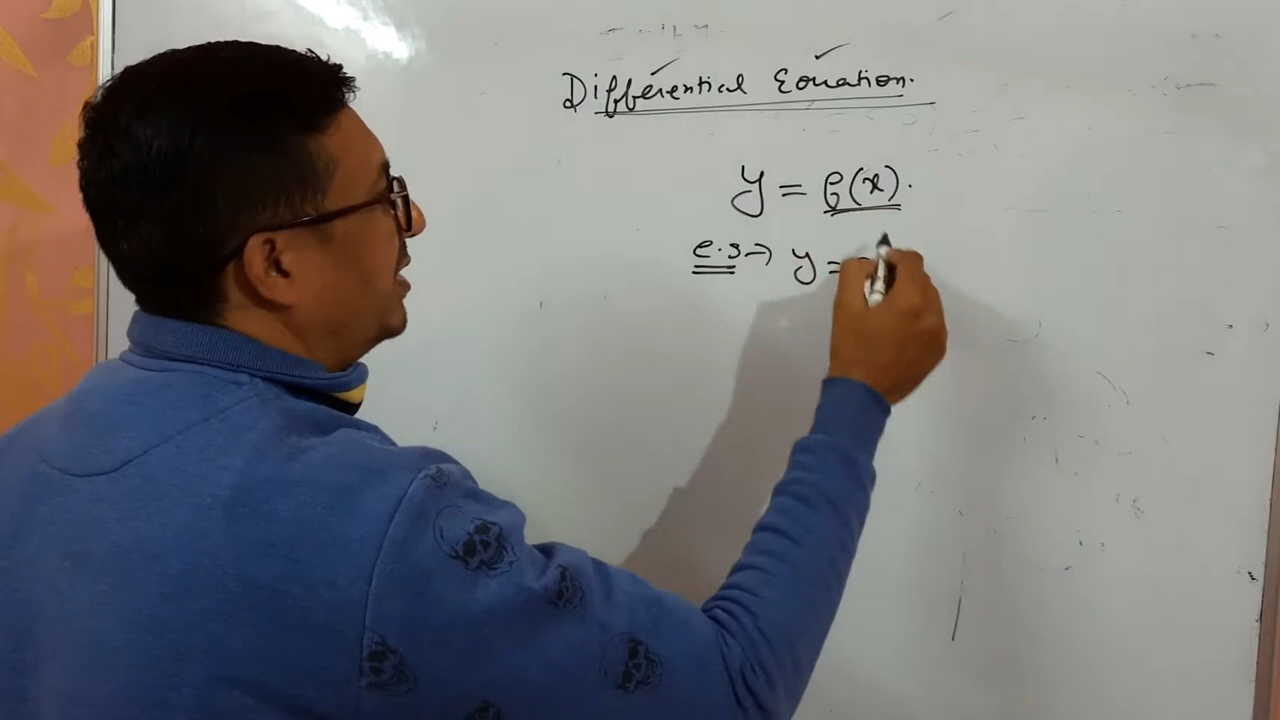 Differential Equation.
y = f(x).
e.g → y =